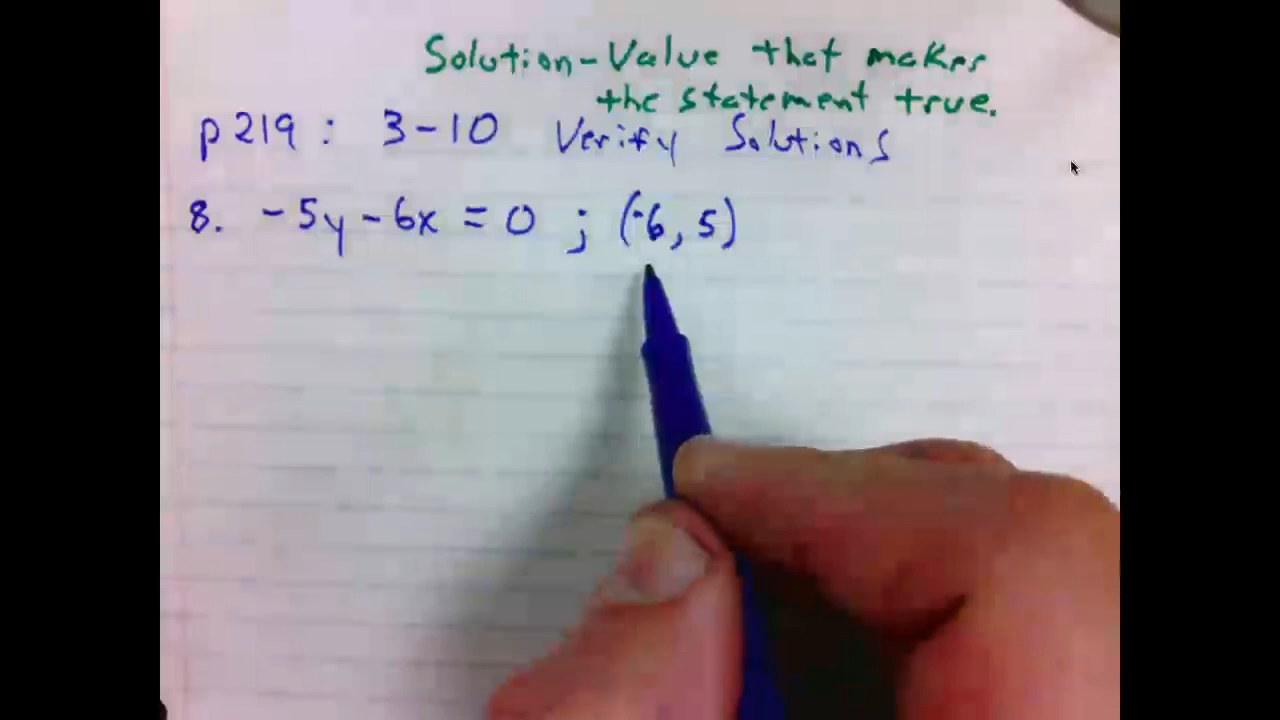 Solution-Value that makes
the statement true.
p219: 3-10 Verify Solutions
8. -5y-6x=0; (-6,5)